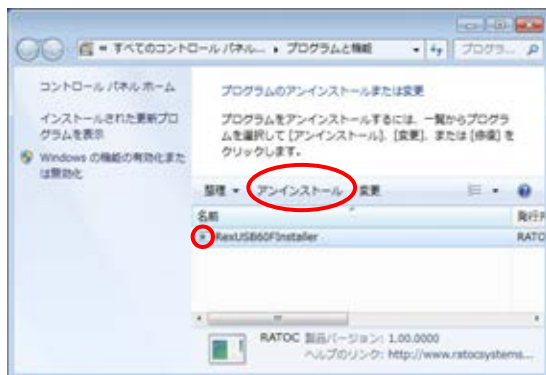 すべてのコントロール パネル... ▸ プログラムと機能
プログラ...
コントロール パネル ホーム
インストールされた更新プロ
グラムを表示
Windows の機能の有効化また
は無効化
プログラムのアンインストールまたは変更
プログラムをアンインストールするには、一覧からプログラ
ムを選択して [アンインストール]、[変更]、または [修復] を
クリックします。
整理 ▾ アンインストール 変更
名前
発行
RexUSB60FInstaller
RATO
RATOC 製品バージョン: 1.00.0000
ヘルプのリンク: http://www.ratocsystems...